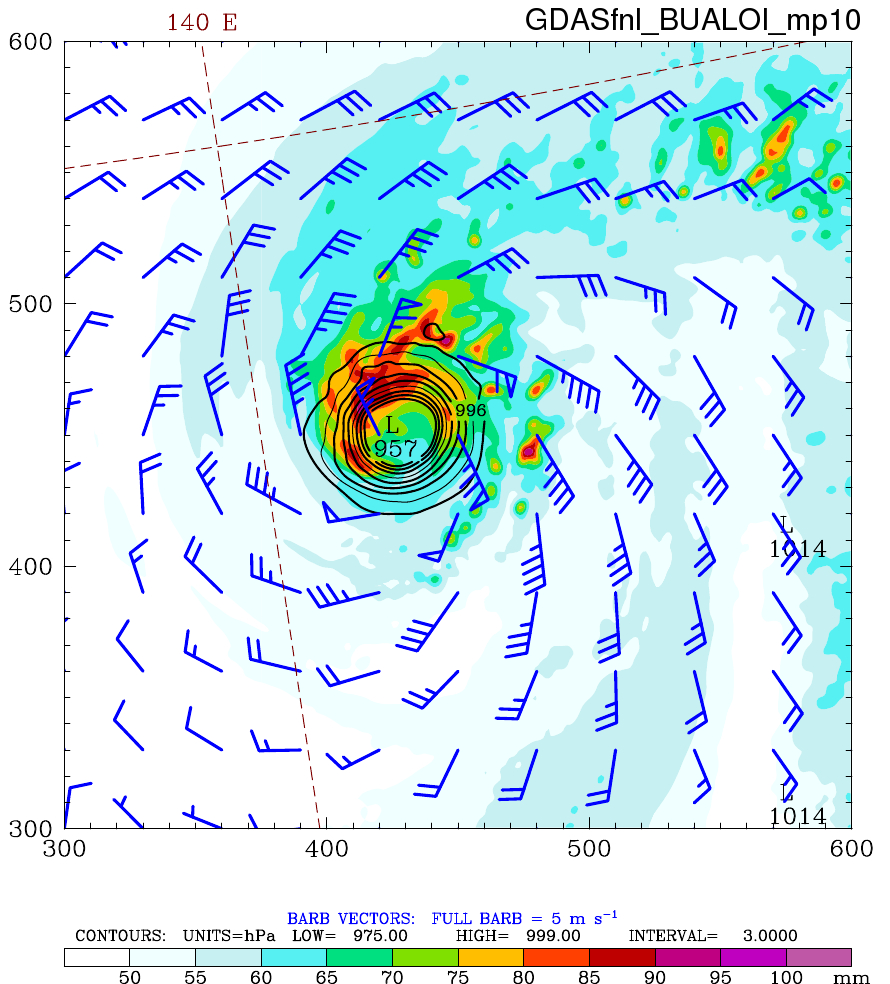 GDASfnl_BUALOI_mp10
140 E
600
500
996
L
957
L
1014
400
L
1014
300
300 400 500 600
BARB VECTORS: FULL BARB = 5 m s⁻¹
CONTOURS: UNITS=hPa LOW= 975.00 HIGH= 999.00 INTERVAL= 3.0000
50 55 60 65 70 75 80 85 90 95 100 mm